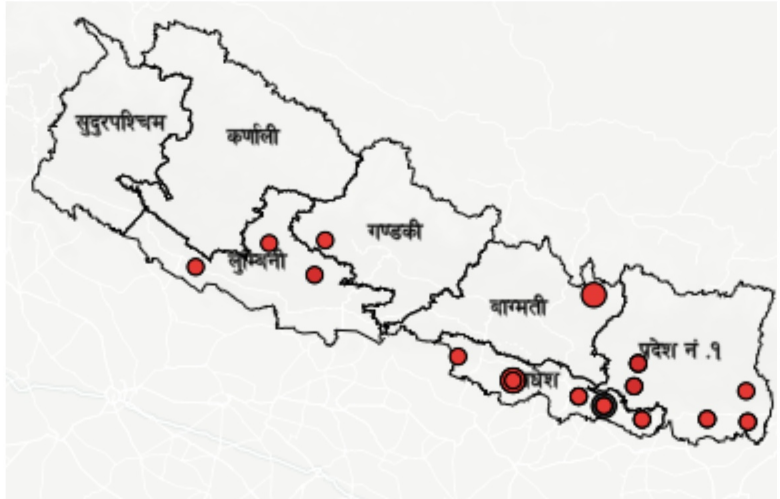 सुदुरपश्चिम
कर्णाली
गण्डकी
लुम्बिनी
बाग्मती
प्रदेश नं .१